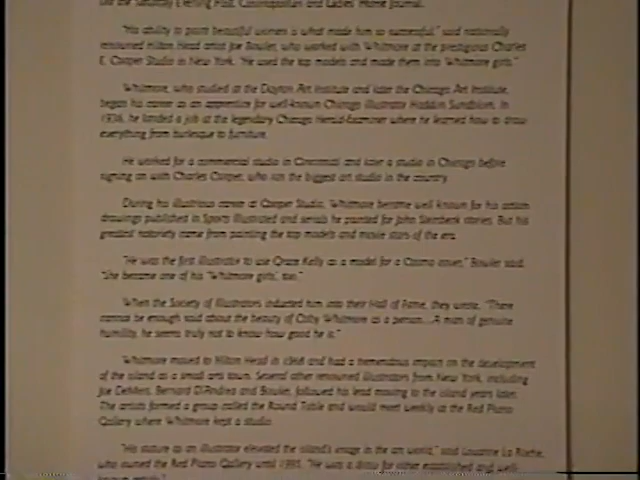 like the Saturday Evening Post, Cosmopolitan and Ladies' Home Journal.
"His ability to paint beautiful women is what made him so successful," said nationally
renowned Hilton Head artist Joe Bowler, who worked with Whitmore at the prestigious Charles
E. Cooper Studio in New York. "He used the top models and made them into 'Whitmore girls.'"
Whitmore, who studied at the Dayton Art Institute and later the Chicago Art Institute,
began his career as an apprentice for well-known Chicago illustrator Haddon Sundblom. In
he landed a job at the legendary Chicago Herald-Examiner where he learned how to draw
everything from burlesque to furniture.
He worked for a commercial studio in Cincinnati and later a studio in Chicago before
signing on with Charles Cooper, who ran the biggest art studio in the country.
During his illustrious career at Cooper Studio, Whitmore became well known for his action
drawings published in Sports Illustrated and serials he painted for John Steinbeck stories. But his
greatest notoriety came from painting the top models and movie stars of the era.
"He was the first illustrator to use Grace Kelly as a model for a Cosmo cover," Bowler said.
"She became one of his 'Whitmore girls,' too."
When the Society of Illustrators inducted him into their Hall of Fame, they wrote, "There
cannot be enough said about the beauty of Coby Whitmore as a person...A man of genuine
humility, he seems truly not to know how good he is."
Whitmore moved to Hilton Head in 1968 and had a tremendous impact on the development
of the island as a small arts town. Several other renowned illustrators from New York, including
Joe DeMers, Bernard D'Andrea and Bowler, followed his lead moving to the island years later.
The artists formed a group called the Round Table and would meet weekly at the Red Piano
Gallery where Whitmore kept a studio.
"His stature as an illustrator elevated the island's image in the art world," said Louanne La Roche,
who owned the Red Piano Gallery until 1995. "He was a draw for other established and well-